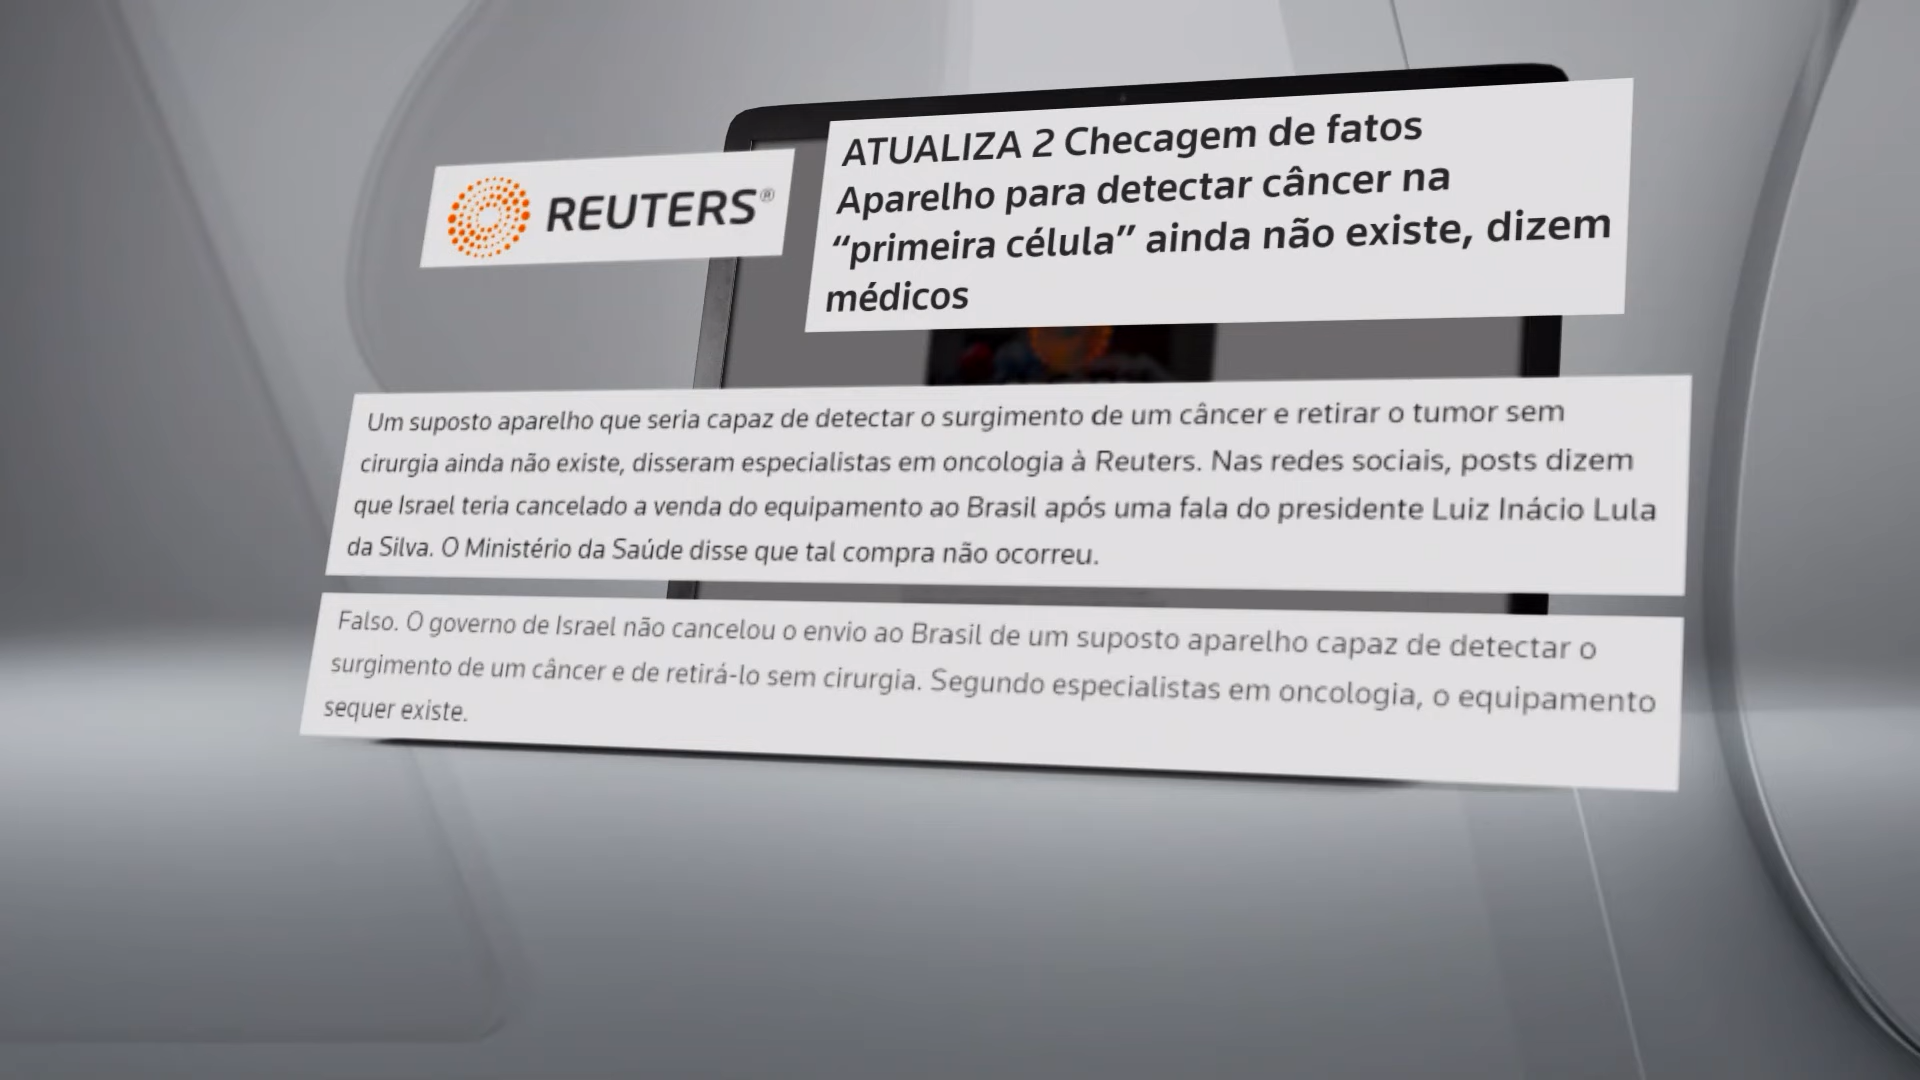 REUTERS®
ATUALIZA 2 Checagem de fatos
Aparelho para detectar câncer na
“primeira célula” ainda não existe, dizem
médicos
Um suposto aparelho que seria capaz de detectar o surgimento de um câncer e retirar o tumor sem
cirurgia ainda não existe, disseram especialistas em oncologia à Reuters. Nas redes sociais, posts dizem
que Israel teria cancelado a venda do equipamento ao Brasil após uma fala do presidente Luiz Inácio Lula
da Silva. O Ministério da Saúde disse que tal compra não ocorreu.
Falso. O governo de Israel não cancelou o envio ao Brasil de um suposto aparelho capaz de detectar o
surgimento de um câncer e de retirá-lo sem cirurgia. Segundo especialistas em oncologia, o equipamento
sequer existe.